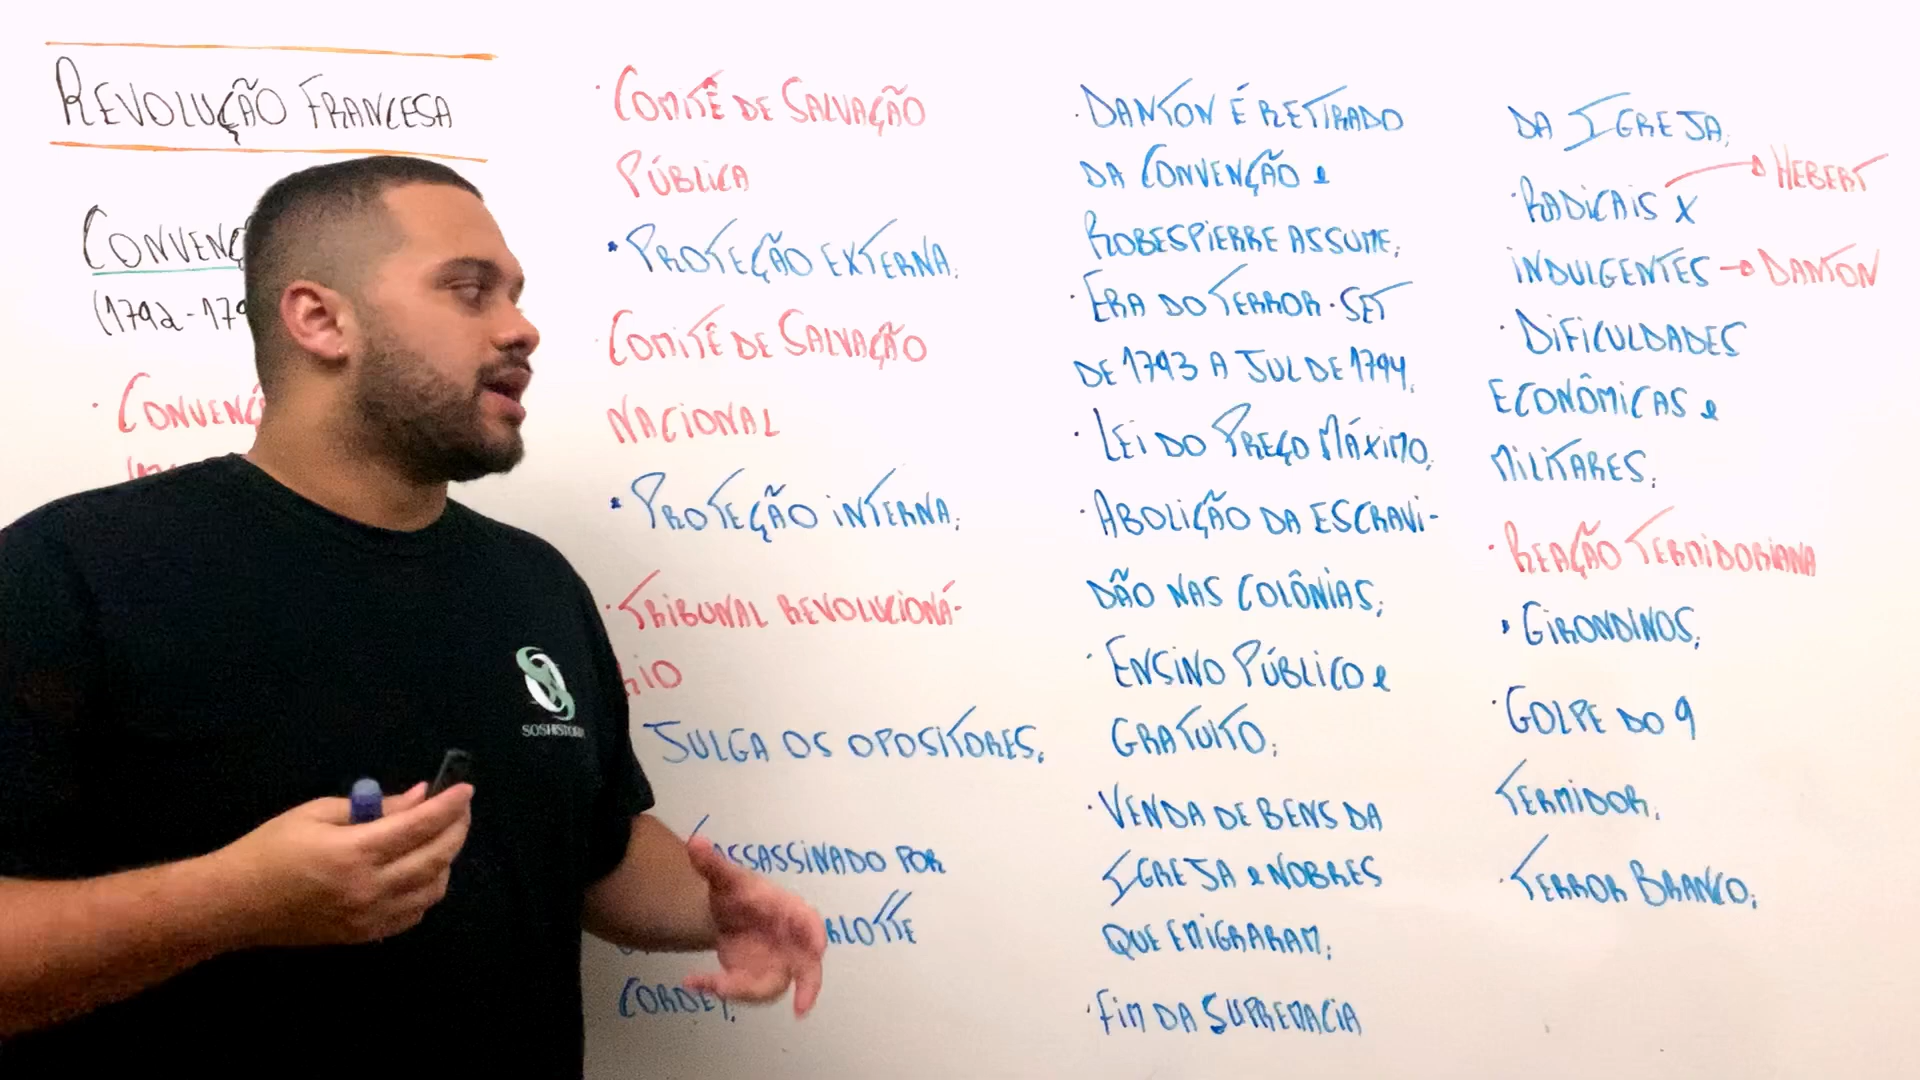 REVOLUÇÃO FRANCESA
CONVENÇ
(1792-179
· CONVENÇÃ
· COMITÊ DE SALVAÇÃO
PÚBLICA
· PROTEÇÃO EXTERNA;
· COMITÊ DE SALVAÇÃO
NACIONAL
· PROTEÇÃO INTERNA;
· TRIBUNAL REVOLUCIONÁ-
RIO
JULGA OS OPOSITORES;
ASSASSINADO POR
RLOTTE
CORDEY;
· DANTON É RETIRADO
DA CONVENÇÃO e
ROBESPIERRE ASSUME;
· ERA DO TERROR · SET
DE 1793 A JUL DE 1794;
· LEI DO PREÇO MÁXIMO;
· ABOLIÇÃO DA ESCRAVI-
DÃO NAS COLÔNIAS;
· ENSINO PÚBLICO e
GRATUITO;
· VENDA DE BENS DA
IGREJA e NOBRES
QUE EMIGRARAM;
· FIM DA SUPREMACIA
DA IGREJA;
· RADICAIS X → HEBERT
INDULGENTES → DANTON
· DIFICULDADES
ECONÔMICAS e
MILITARES;
· REAÇÃO TERMIDORIANA
· GIRONDINOS;
· GOLPE DO 9
TERMIDOR;
· TERROR BRANCO;
SOSHISTORIA